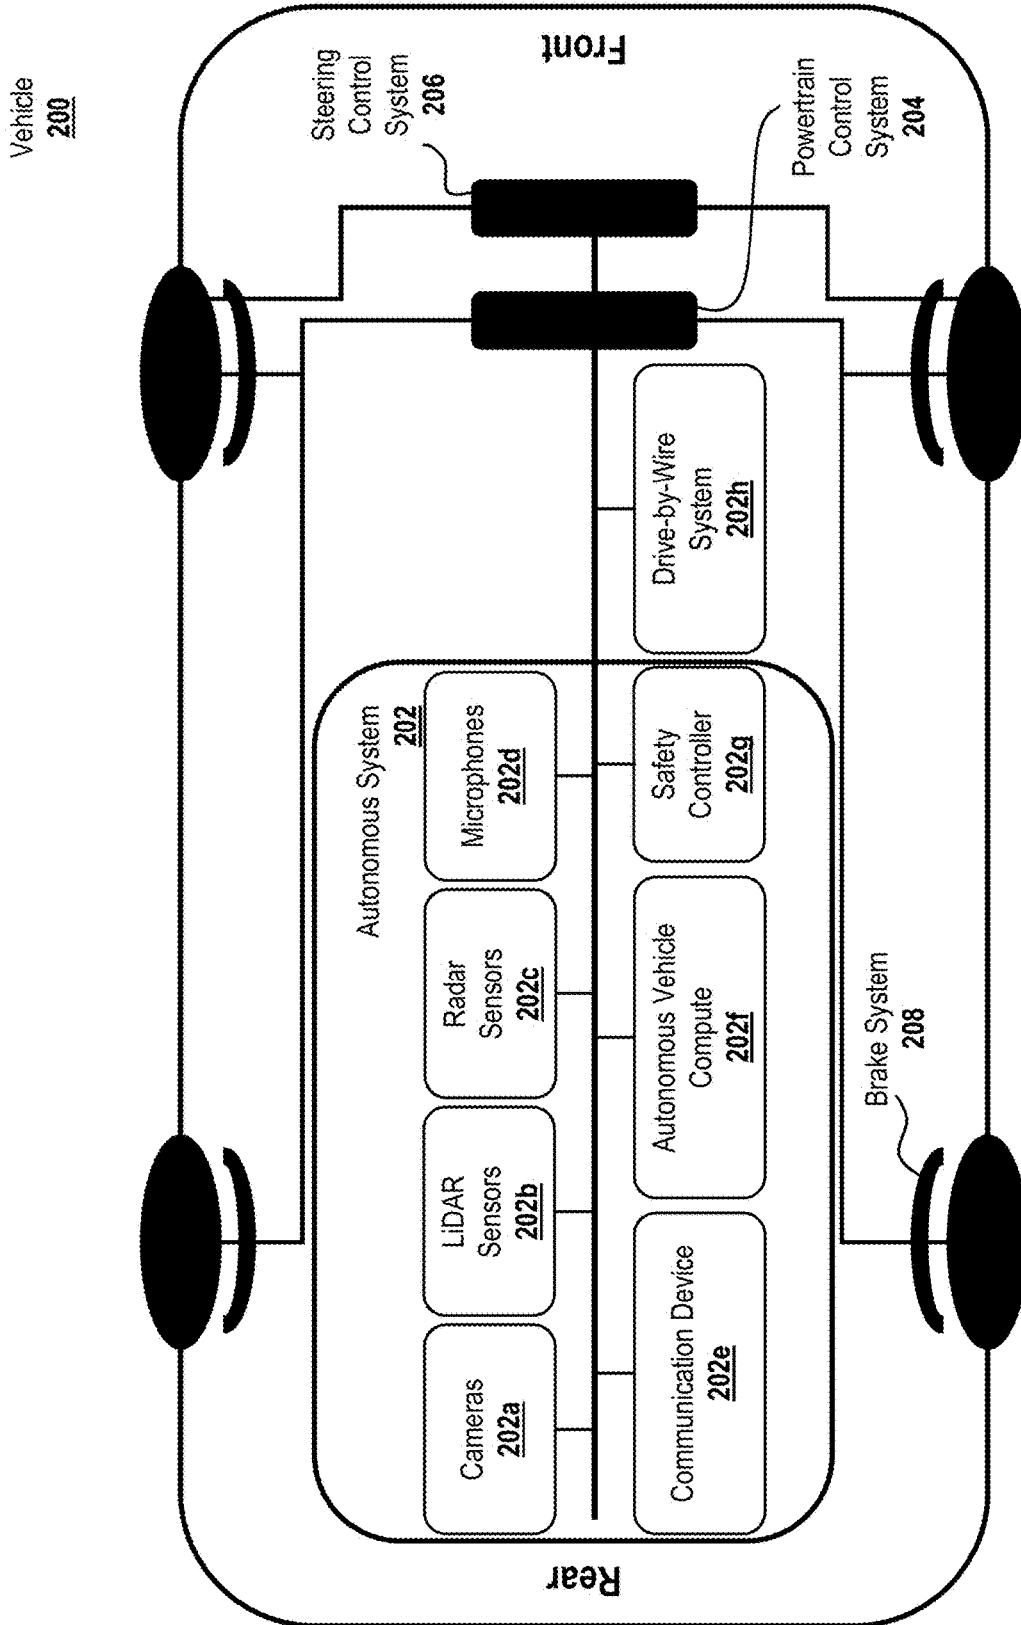 Vehicle
200
Front
Steering
Control
System
206
Powertrain
Control
System
204
Autonomous System
202
Cameras
202a
LiDAR
Sensors
202b
Radar
Sensors
202c
Microphones
202d
Communication Device
202e
Autonomous Vehicle
Compute
202f
Safety
Controller
202g
Drive-by-Wire
System
202h
Brake System
208
Rear